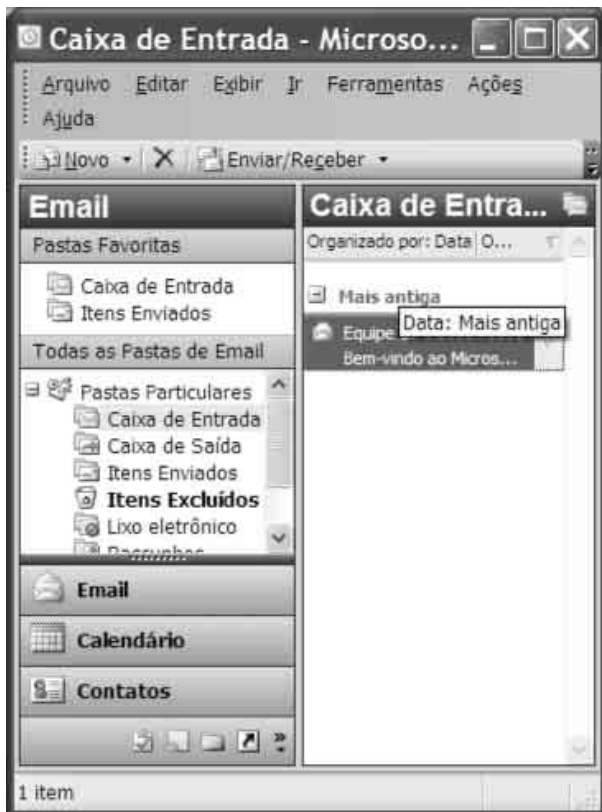 Caixa de Entrada - Microso...
Arquivo Editar Exibir Ir Ferramentas Ações
Ajuda
Novo Enviar/Receber
Email
Pastas Favoritas
Caixa de Entrada
Itens Enviados
Todas as Pastas de Email
Pastas Particulares
Caixa de Entrada
Caixa de Saída
Itens Enviados
Itens Excluídos
Lixo eletrônico
Email
Calendário
Contatos
1 item
Caixa de Entra...
Organizado por: Data O...
Mais antiga
Data: Mais antiga
Equipe
Bem-vindo ao Micros...